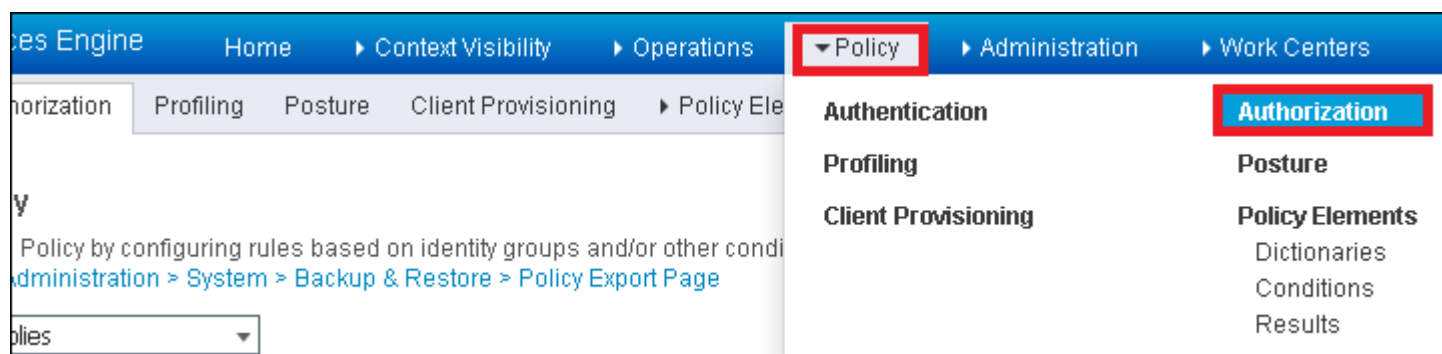 ces Engine Home Context Visibility Operations Policy Administration Work Centers
horization Profiling Posture Client Provisioning Policy Ele
Authentication Authorization
Profiling Posture
Client Provisioning Policy Elements
Dictionaries
Conditions
Results
y
Policy by configuring rules based on identity groups and/or other condi
Administration > System > Backup & Restore > Policy Export Page
plies